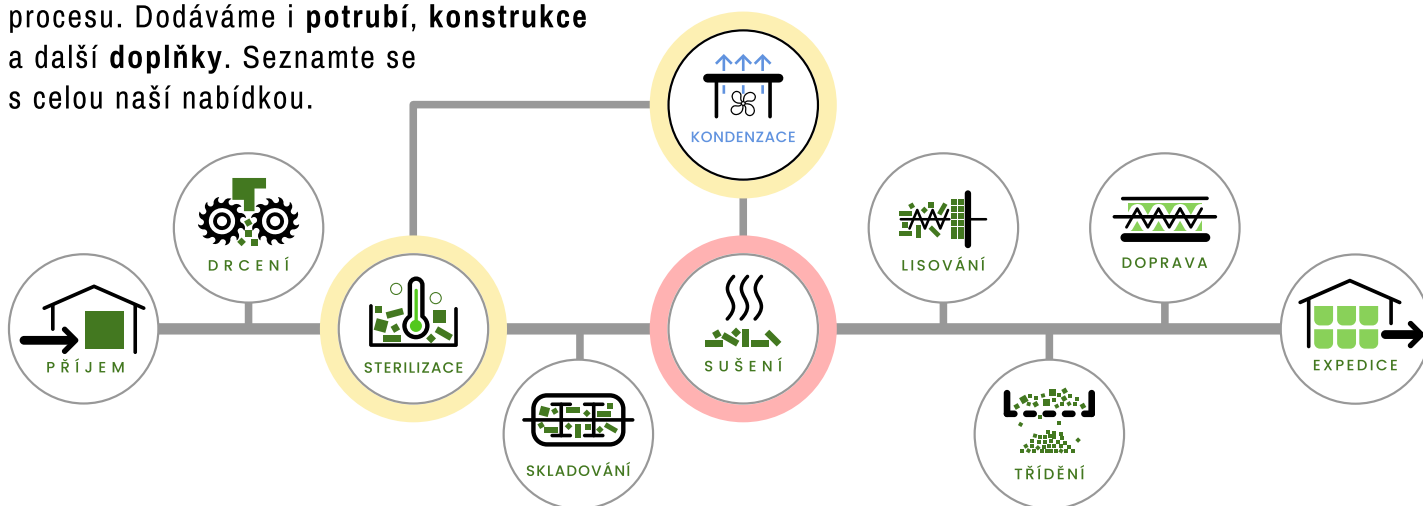 procesu. Dodáváme i potrubí, konstrukce
a další doplňky. Seznamte se
s celou naší nabídkou.
KONDENZACE
DRCENÍ
LISOVÁNÍ
DOPRAVA
PŘÍJEM
STERILIZACE
SUŠENÍ
EXPEDICE
SKLADOVÁNÍ
TŘÍDĚNÍ